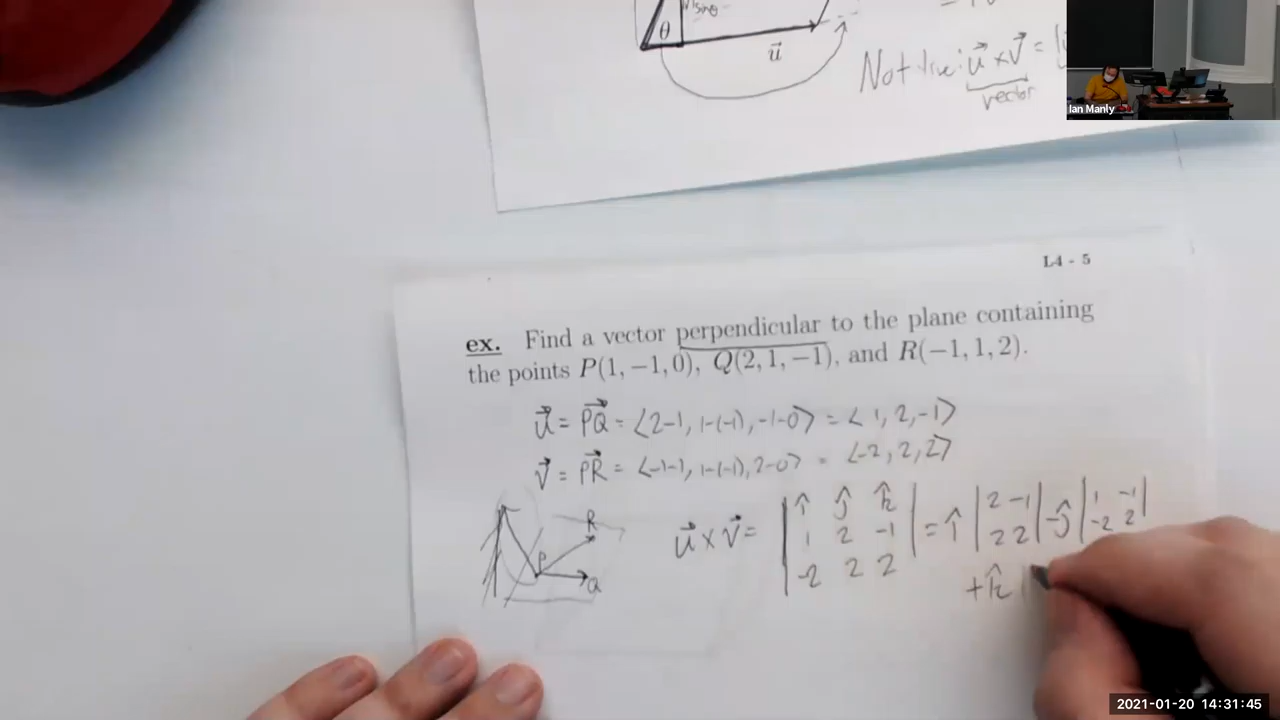 |v|sinθ
θ
u⃗
Notice: u⃗ × v⃗ =
vector
Ian Manly
L4 - 5
ex. Find a vector perpendicular to the plane containing
the points P(1, −1, 0), Q(2, 1, −1), and R(−1, 1, 2).
u⃗ = PQ⃗ = ⟨2-1, 1-(-1), -1-0⟩ = ⟨1, 2, -1⟩
v⃗ = PR⃗ = ⟨-1-1, 1-(-1), 2-0⟩ = ⟨-2, 2, 2⟩
R
P
Q
u⃗ × v⃗ = | î ĵ k̂ | = î | 2 -1 | - ĵ | 1 -1 |
| 1 2 -1 | | 2 2 | | -2 2 |
| -2 2 2 | + k̂ |
2021-01-20 14:31:45